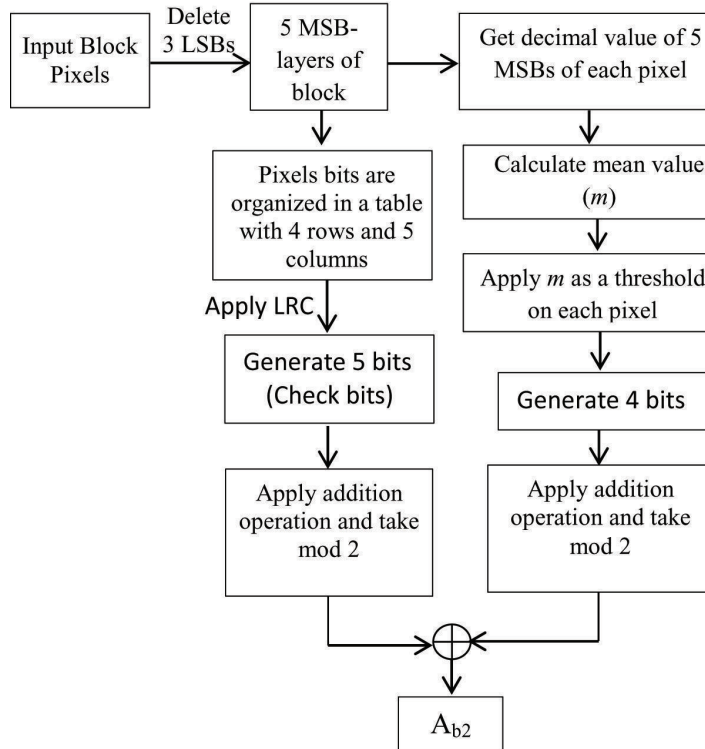 Input Block
Pixels
Delete
3 LSBs
5 MSB-
layers of
block
Get decimal value of 5
MSBs of each pixel
Pixels bits are
organized in a table
with 4 rows and 5
columns
Calculate mean value
(m)
Apply m as a threshold
on each pixel
Apply LRC
Generate 5 bits
(Check bits)
Generate 4 bits
Apply addition
operation and take
mod 2
Apply addition
operation and take
mod 2
Ab2